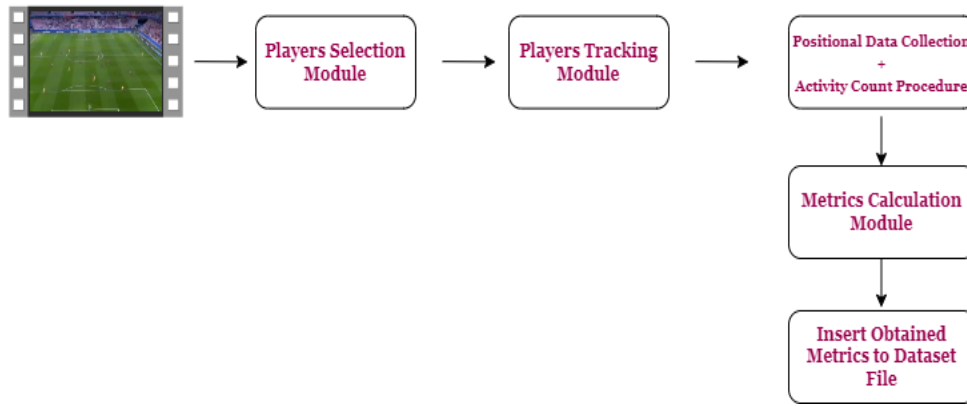 Players Selection
Module
Players Tracking
Module
Positional Data Collection
+
Activity Count Procedure
Metrics Calculation
Module
Insert Obtained
Metrics to Dataset
File